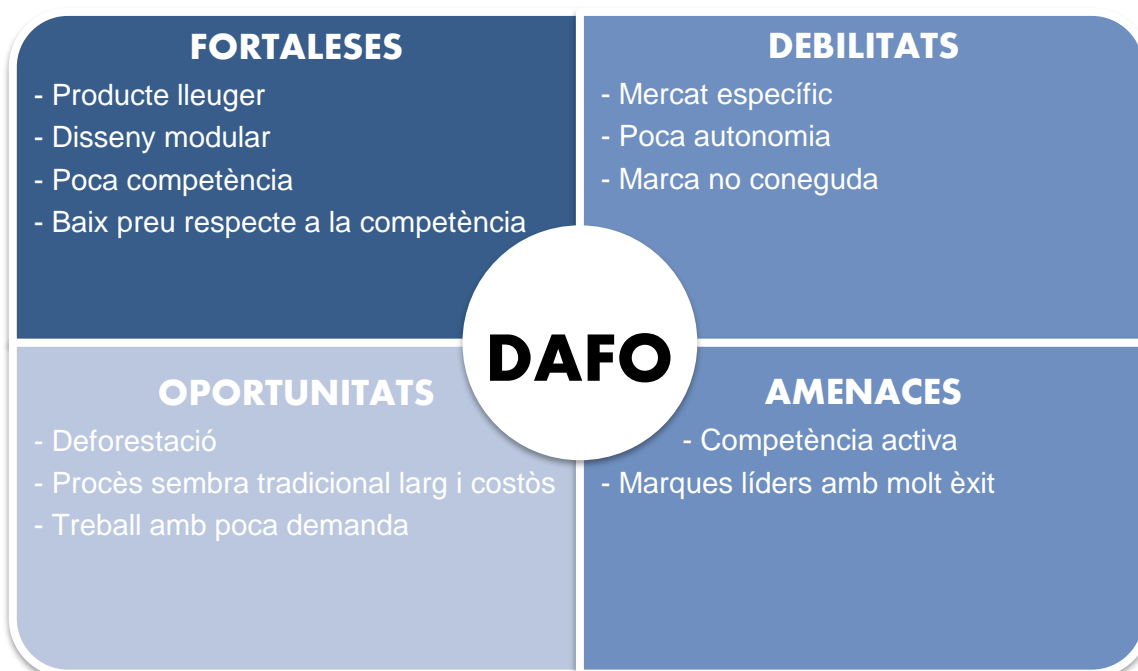 FORTALESES
- Producte lleuger
- Disseny modular
- Poca competència
- Baix preu respecte a la competència
DEBILITATS
- Mercat específic
- Poca autonomia
- Marca no coneguda
DAFO
OPORTUNITATS
- Deforestació
- Procès sembra tradicional larg i costòs
- Treball amb poca demanda
AMENACES
- Competència activa
- Marques líders amb molt èxit